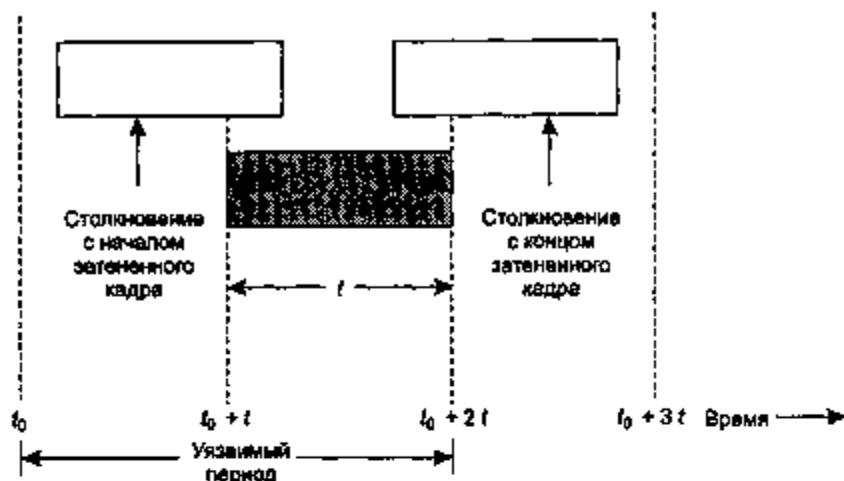 Столкновение
с началом
затененного
кадра
Столкновение
с концом
затененного
кадра
t
t₀
t₀ + t
t₀ + 2 t
t₀ + 3 t
Время
Уязвимый
период